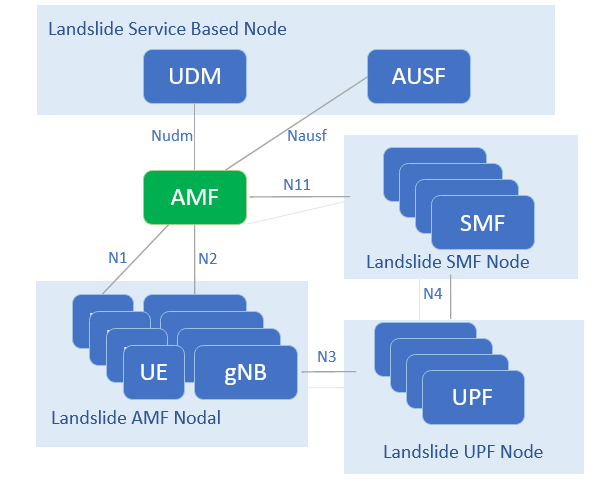 Landslide Service Based Node
UDM
AUSF
Nudm
Nausf
AMF
N11
SMF
Landslide SMF Node
N1
N2
N4
UE
gNB
N3
UPF
Landslide AMF Nodal
Landslide UPF Node